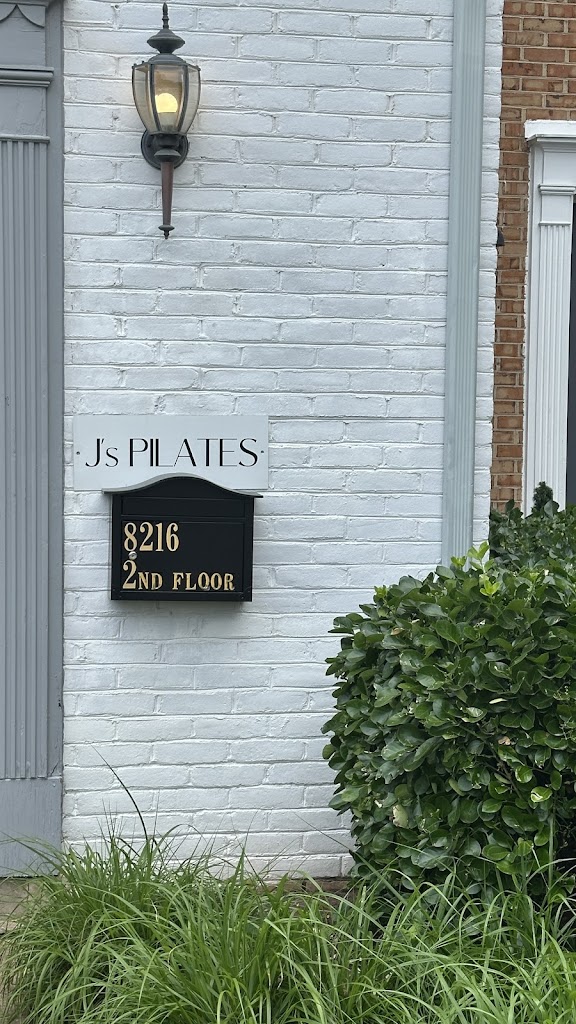 J's PILATES
8216
2ND FLOOR